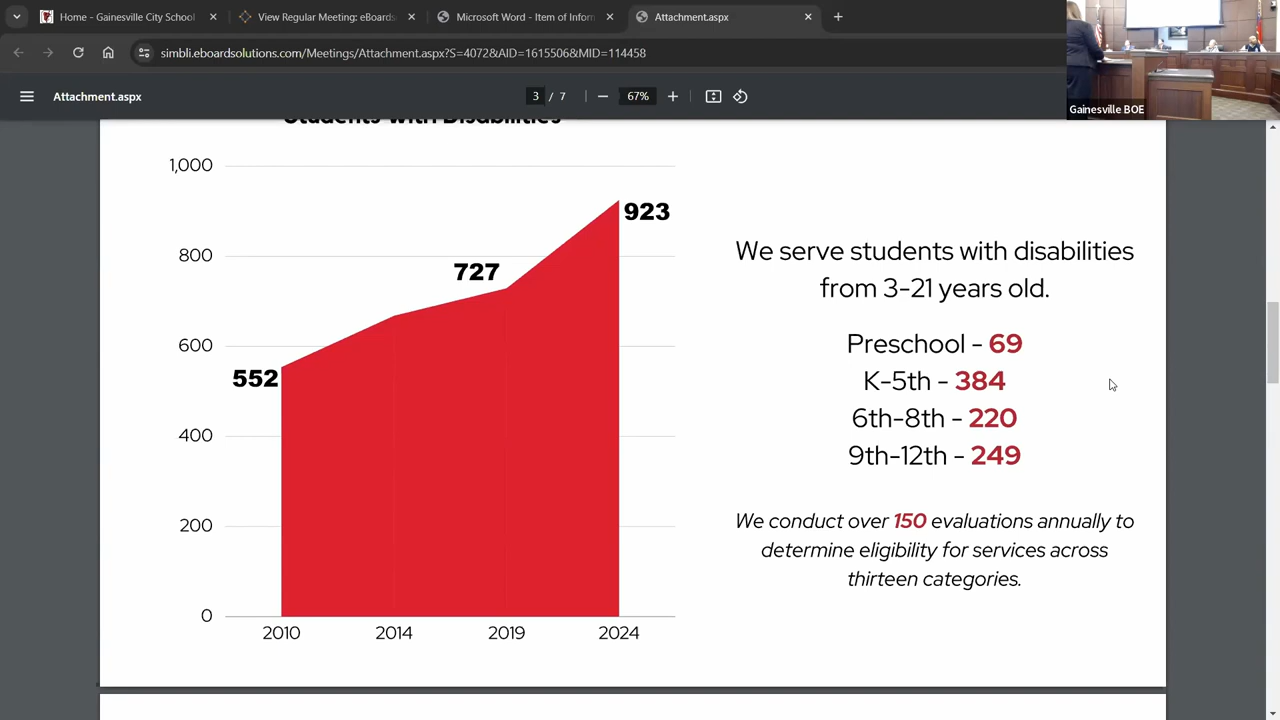 Home - Gainesville City School
View Regular Meeting: eBoards
Microsoft Word - Item of Inforn
Attachment.aspx
simbli.eboardsolutions.com/Meetings/Attachment.aspx?S=4072&AID=1615506&MID=114458
Attachment.aspx
3 / 7
67%
Gainesville BOE
Students with Disabilities
1,000
800
600
400
200
0
552
727
923
2010
2014
2019
2024
We serve students with disabilities
from 3-21 years old.
Preschool - 69
K-5th - 384
6th-8th - 220
9th-12th - 249
We conduct over 150 evaluations annually to
determine eligibility for services across
thirteen categories.